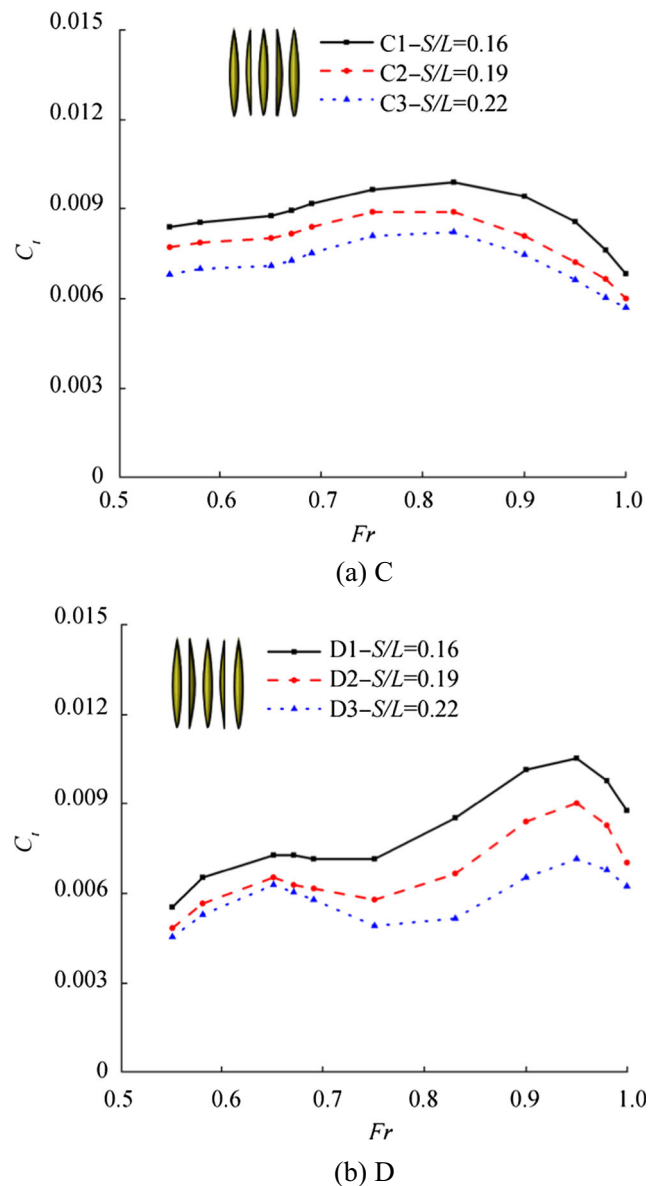 0.015
0.012
0.009
0.006
0.003
0
C1–S/L=0.16
C2–S/L=0.19
C3–S/L=0.22
Ct
0.5 0.6 0.7 0.8 0.9 1.0
Fr
(a) C
0.015
0.012
0.009
0.006
0.003
0
D1–S/L=0.16
D2–S/L=0.19
D3–S/L=0.22
Ct
0.5 0.6 0.7 0.8 0.9 1.0
Fr
(b) D